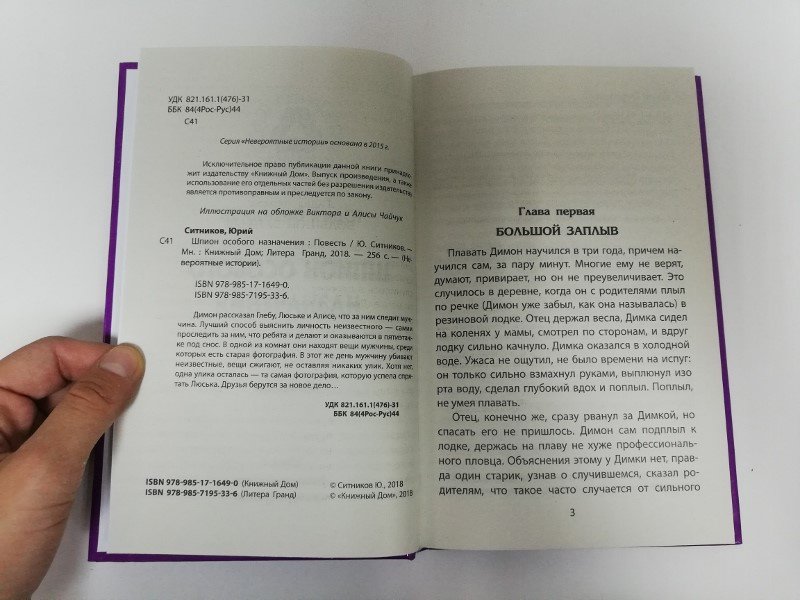 УДК 821.161.1(476)-31
ББК 84(4Рос-Рус)44
С41
Серия «Невероятные истории» основана в 2015 г.
Исключительное право публикации данной книги принадле-
жит издательству «Книжный Дом». Выпуск произведения, а также
использование его отдельных частей без разрешения издательства
является противоправным и преследуется по закону.
Иллюстрация на обложке Виктора и Алисы Чайчук
Ситников, Юрий
С41 Шпион особого назначения : Повесть / Ю. Ситников. —
Мн. : Книжный Дом; Литера Гранд, 2018. — 256 с. — (Не-
вероятные истории).
ISBN 978-985-17-1649-0.
ISBN 978-985-7195-33-6.
Димон рассказал Глебу, Люське и Алисе, что за ним следит муж-
чина. Лучший способ выяснить личность неизвестного — самим
проследить за ним, что ребята и делают и оказываются в пятиэтаж-
ке под снос. В одной из комнат они находят вещи мужчины, среди
которых есть старая фотография. В этот же день мужчину убивают
неизвестные, вещи сжигают, не оставляя никаких улик. Хотя нет,
одна улика осталась — та самая фотография, которую успела спря-
тать Люська. Друзья берутся за новое дело…
УДК 821.161.1(476)-31
ББК 84(4Рос-Рус)44
ISBN 978-985-17-1649-0 (Книжный Дом)
ISBN 978-985-7195-33-6 (Литера Гранд)
© Ситников Ю., 2018
© «Книжный Дом», 2018
Глава первая
БОЛЬШОЙ ЗАПЛЫВ
Плавать Димон научился в три года, причем на-
учился сам, за пару минут. Многие ему не верят,
думают, привирает, но он не преувеличивает. Это
случилось в деревне, когда он с родителями плыл
по речке (Димон уже забыл, как она называлась) в
резиновой лодке. Отец держал весла, Димка сидел
на коленях у мамы, смотрел по сторонам, и вдруг
лодку сильно качнуло. Димка оказался в холодной
воде. Ужаса не ощутил, не было времени на испуг:
он только сильно взмахнул руками, выплюнул изо
рта воду, сделал глубокий вдох и поплыл. Поплыл,
не умея плавать.
Отец, конечно же, сразу рванул за Димкой, но
спасать его не пришлось. Димон сам подплыл к
лодке, держась на плаву не хуже профессиональ-
ного пловца. Объяснения этому у Димки нет, прав-
да один старик, узнав о случившемся, сказал ро-
дителям, что такое часто случается от сильного
3